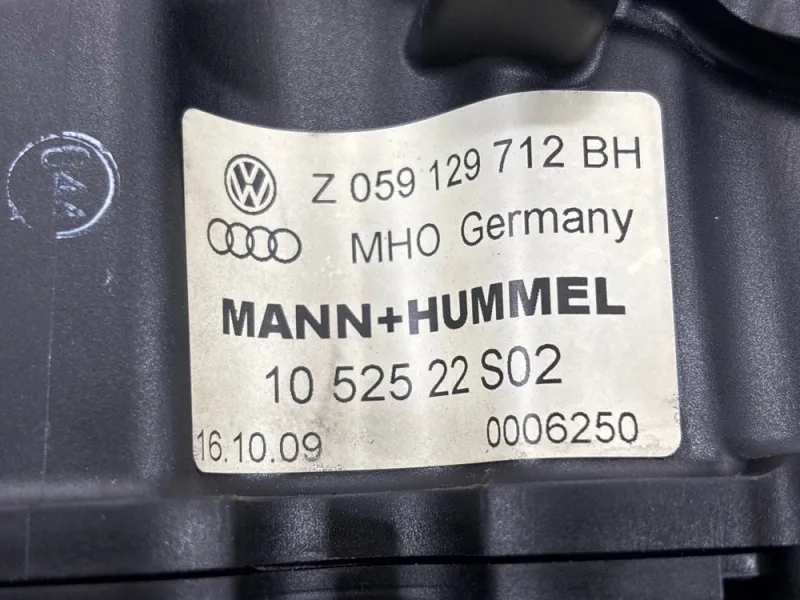 Z 059 129 712 BH
MHO Germany
MANN+HUMMEL
10 525 22 S02
16.10.09 0006250